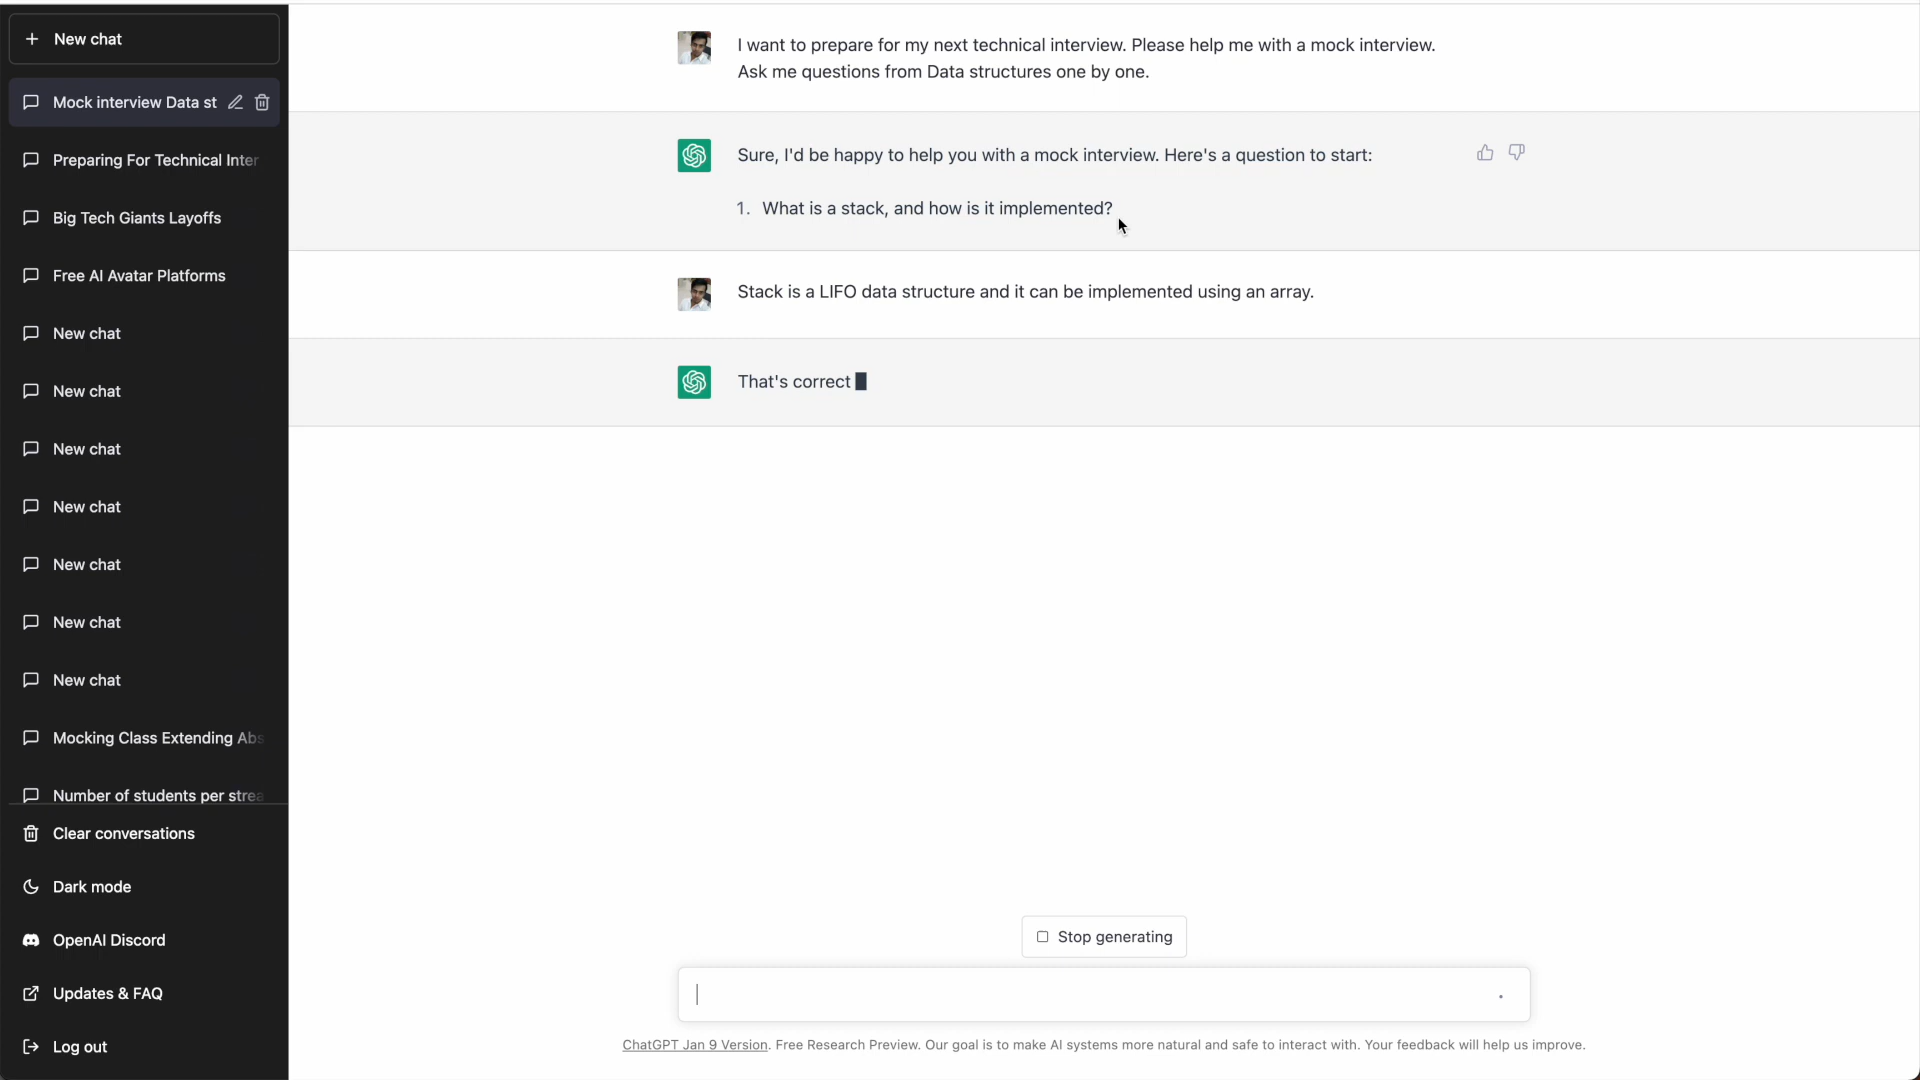 New chat
Mock interview Data st
Preparing For Technical Inter
Big Tech Giants Layoffs
Free AI Avatar Platforms
New chat
New chat
New chat
New chat
New chat
New chat
New chat
Mocking Class Extending Abs
Number of students per strea
Clear conversations
Dark mode
OpenAI Discord
Updates & FAQ
Log out
I want to prepare for my next technical interview. Please help me with a mock interview.
Ask me questions from Data structures one by one.
Sure, I'd be happy to help you with a mock interview. Here's a question to start:
1. What is a stack, and how is it implemented?
Stack is a LIFO data structure and it can be implemented using an array.
That's correct
Stop generating
ChatGPT Jan 9 Version. Free Research Preview. Our goal is to make AI systems more natural and safe to interact with. Your feedback will help us improve.